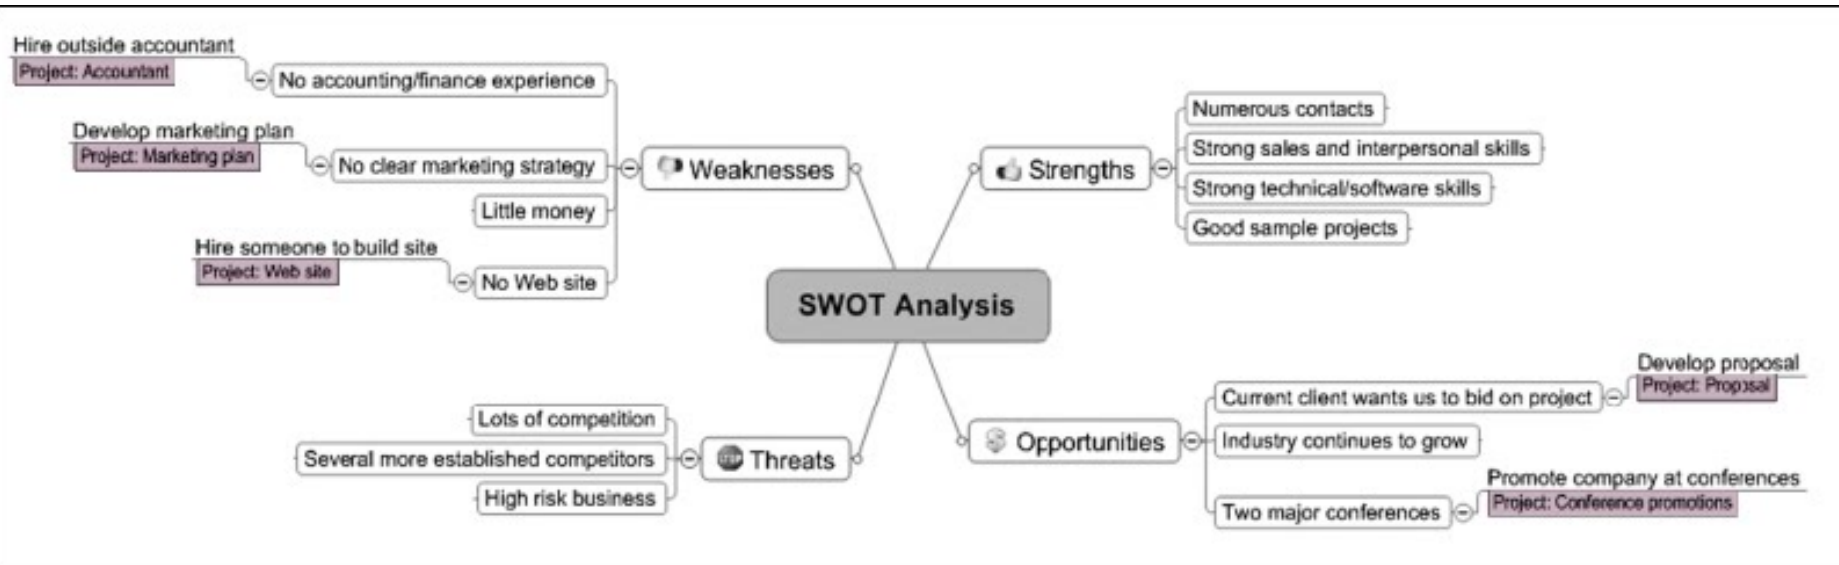 Hire outside accountant
Project: Accountant
No accounting/finance experience
Develop marketing plan
Project: Marketing plan
No clear marketing strategy
Little money
Hire someone to build site
Project: Web site
No Web site
Weaknesses
Strengths
Numerous contacts
Strong sales and interpersonal skills
Strong technical/software skills
Good sample projects
SWOT Analysis
Lots of competition
Several more established competitors
High risk business
Threats
Opportunities
Current client wants us to bid on project
Develop proposal
Project: Proposal
Industry continues to grow
Two major conferences
Promote company at conferences
Project: Conference promotions